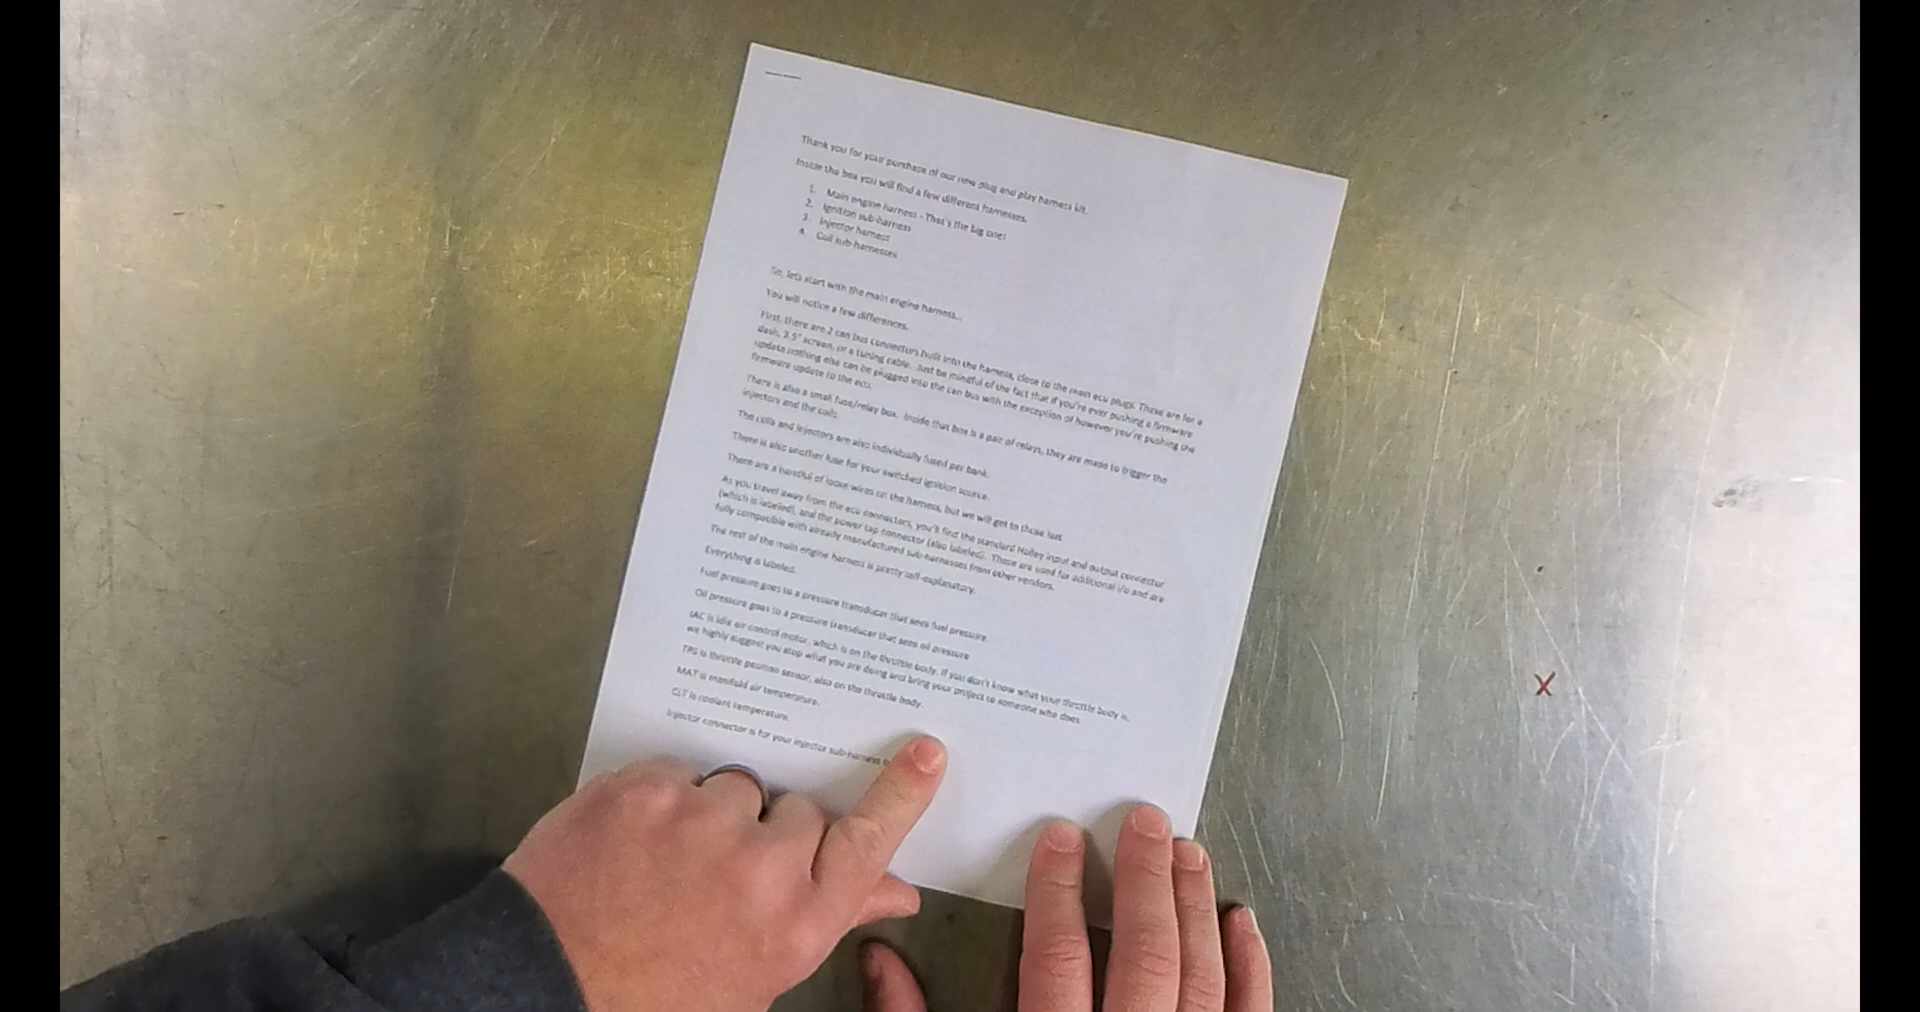 Thank you for your purchase of our new plug and play harness kit.
Inside the box you will find a few different harnesses.
1. Main engine harness - That's the big one!
2. Ignition sub-harness
3. Injector harness
4. Coil sub-harnesses
So, lets start with the main engine harness...
You will notice a few differences.
First, there are 2 can bus connectors built into the harness, close to the main ecu plugs. These are for a
dash, 3.5" screen, or a tuning cable. Just be mindful of the fact that if you're ever pushing a firmware
update nothing else can be plugged into the can bus with the exception of however you're pushing the
firmware update to the ecu.
There is also a small fuse/relay box. Inside that box is a pair of relays, they are made to trigger the
injectors and the coils.
The coils and injectors are also individually fused per bank.
There is also another fuse for your switched ignition source.
There are a handful of loose wires on the harness, but we will get to those last
As you travel away from the ecu connectors, you'll find the standard Holley input and output connector
(which is labeled), and the power tap connector (also labeled). Those are used for additional i/o and are
fully compatible with already manufactured sub-harnesses from other vendors.
The rest of the main engine harness is pretty self-explanatory.
Everything is labeled.
Fuel pressure goes to a pressure transducer that sees fuel pressure.
Oil pressure goes to a pressure transducer that sees oil pressure
IAC is idle air control motor, which is on the throttle body. If you don't know what your throttle body is,
we highly suggest you stop what you are doing and bring your project to someone who does.
TPS is throttle position sensor, also on the throttle body.
MAT is manifold air temperature.
CLT is coolant temperature.
Injector connector is for your injector sub-harness
X